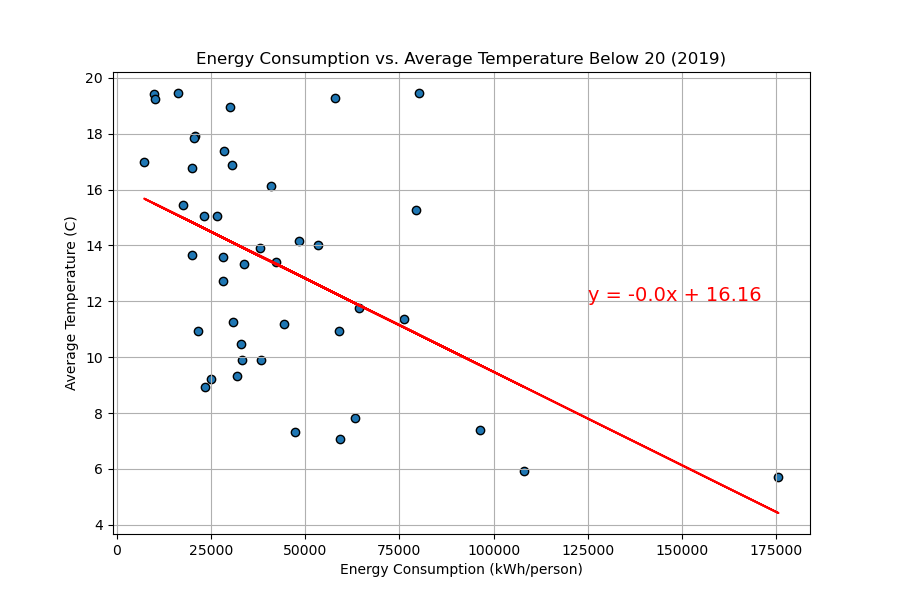 Energy Consumption vs. Average Temperature Below 20 (2019)
Average Temperature (C)
20
18
16
14
12
10
8
6
4
y = -0.0x + 16.16
0 25000 50000 75000 100000 125000 150000 175000
Energy Consumption (kWh/person)